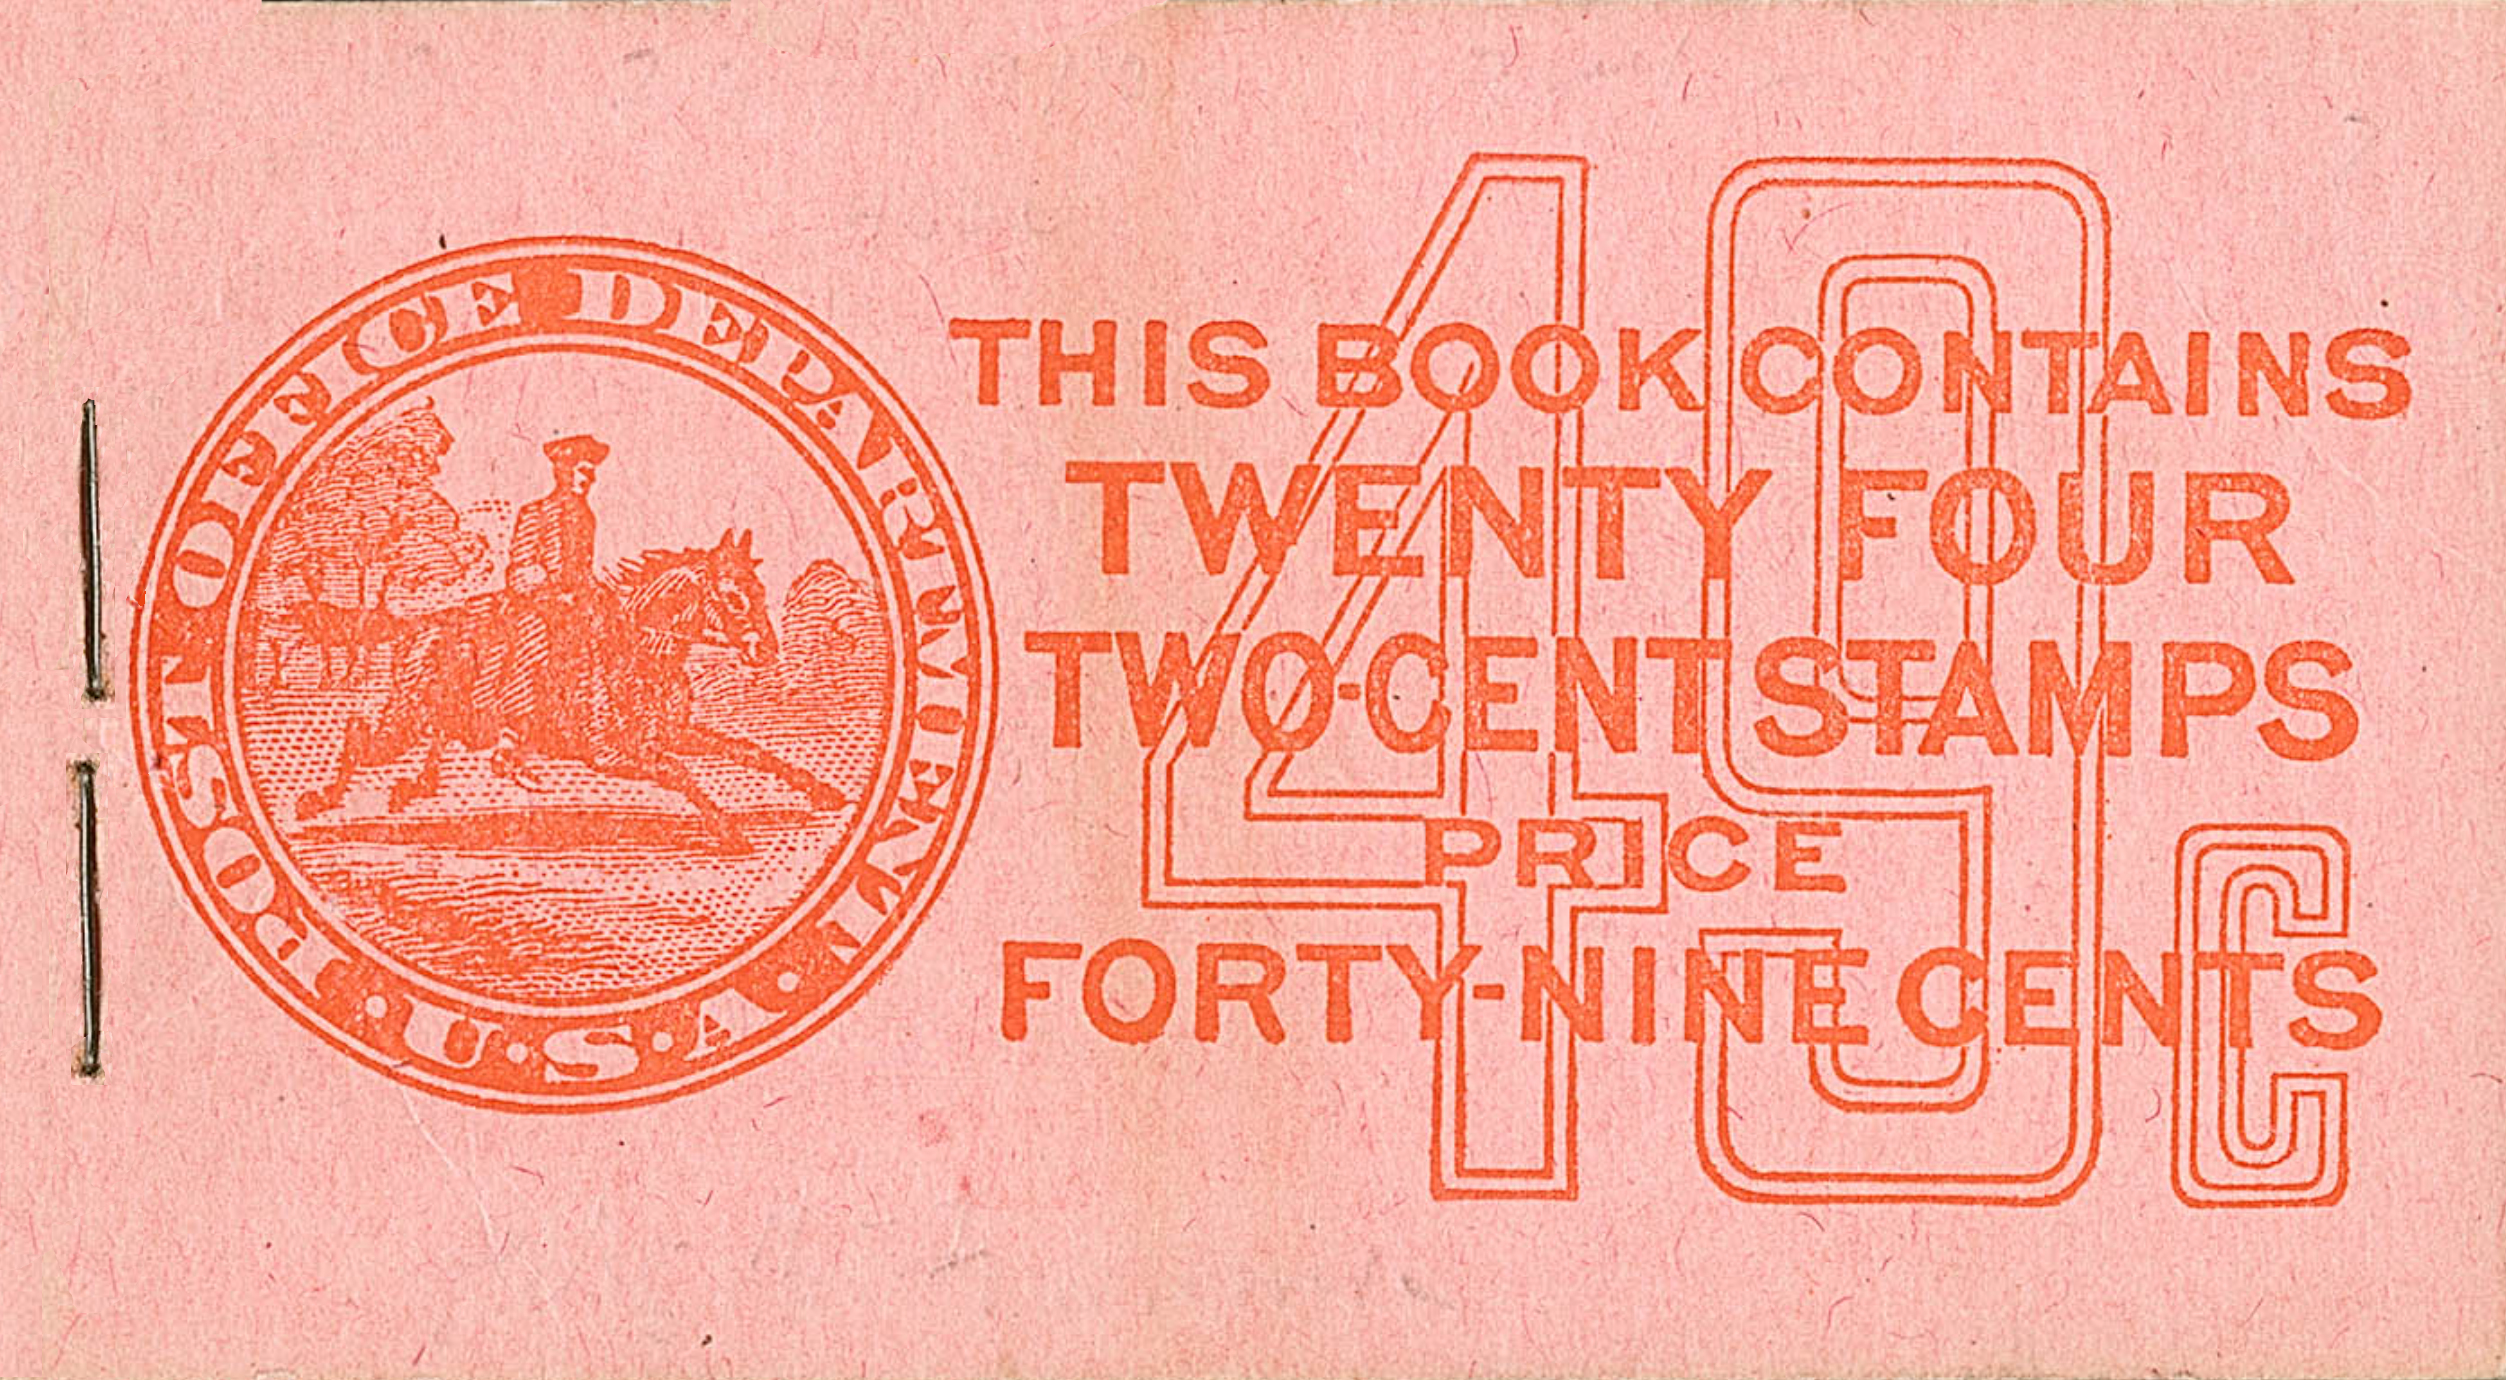 POST OFFICE DEPARTMENT
• U • S • A •
THIS BOOK CONTAINS
TWENTY FOUR
TWO-CENT STAMPS
PRICE
FORTY-NINE CENTS
49C